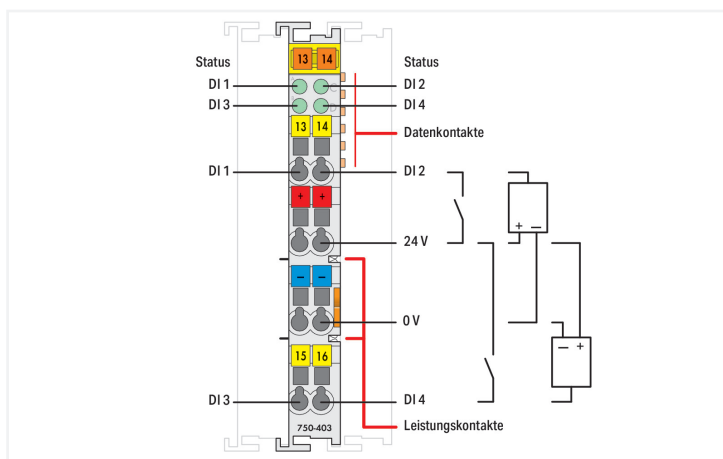 13 14
Status Status
DI 1 DI 2
DI 3 DI 4
Datenkontakte
13 14
DI 1 DI 2
+ +
+ —
24 V
— —
0 V
— +
15 16
DI 3 DI 4
Leistungskontakte
750-403